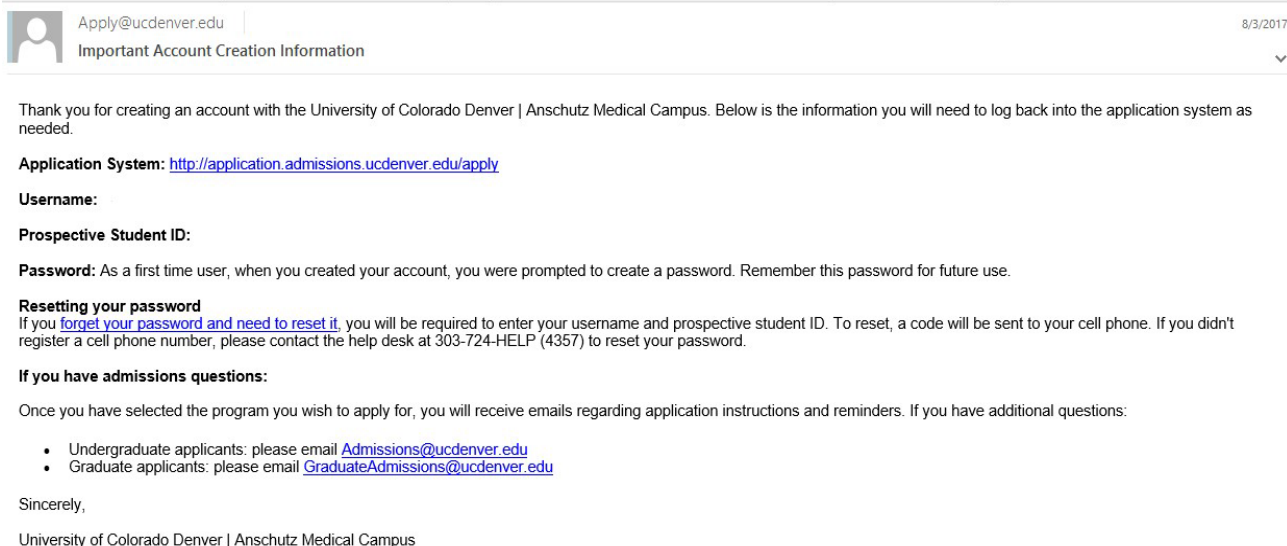 Apply@ucdenver.edu
8/3/2017
Important Account Creation Information
Thank you for creating an account with the University of Colorado Denver | Anschutz Medical Campus. Below is the information you will need to log back into the application system as
needed.
Application System: http://application.admissions.ucdenver.edu/apply
Username:
Prospective Student ID:
Password: As a first time user, when you created your account, you were prompted to create a password. Remember this password for future use.
Resetting your password
If you forget your password and need to reset it, you will be required to enter your username and prospective student ID. To reset, a code will be sent to your cell phone. If you didn't
register a cell phone number, please contact the help desk at 303-724-HELP (4357) to reset your password.
If you have admissions questions:
Once you have selected the program you wish to apply for, you will receive emails regarding application instructions and reminders. If you have additional questions:
• Undergraduate applicants: please email Admissions@ucdenver.edu
• Graduate applicants: please email GraduateAdmissions@ucdenver.edu
Sincerely,
University of Colorado Denver | Anschutz Medical Campus